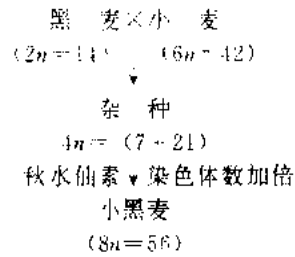 黑麦×小麦
(2n=14) (6n=42)
杂种
4n=(7+21)
秋水仙素 染色体数加倍
小黑麦
(8n=56)